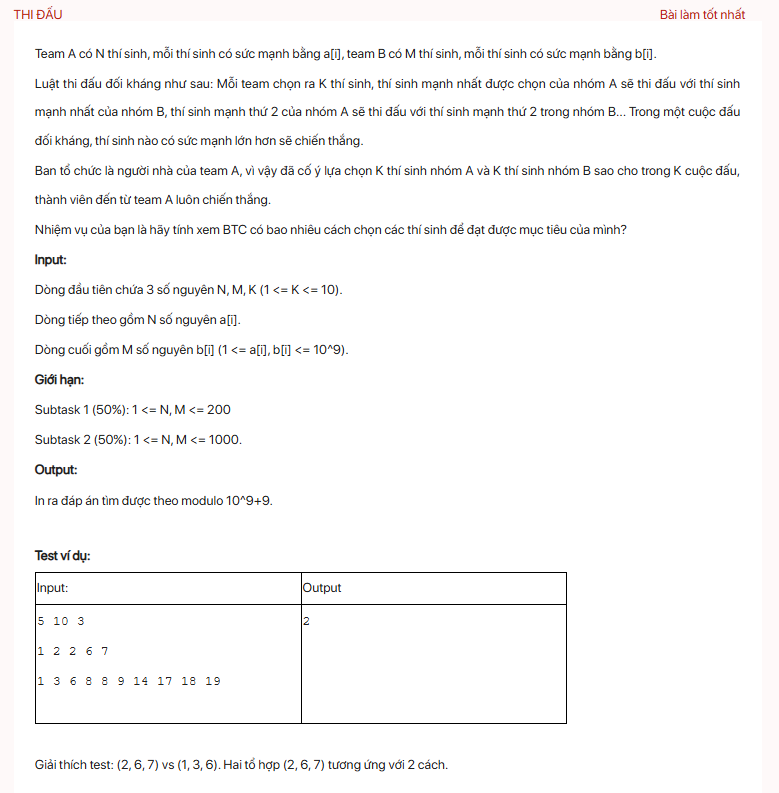 THI ĐẤU
Bài làm tốt nhất
Team A có N thí sinh, mỗi thí sinh có sức mạnh bằng a[i], team B có M thí sinh, mỗi thí sinh có sức mạnh bằng b[i].
Luật thi đấu đối kháng như sau: Mỗi team chọn ra K thí sinh, thí sinh mạnh nhất được chọn của nhóm A sẽ thi đấu với thí sinh
mạnh nhất của nhóm B, thí sinh mạnh thứ 2 của nhóm A sẽ thi đấu với thí sinh mạnh thứ 2 trong nhóm B... Trong một cuộc đấu
đối kháng, thí sinh nào có sức mạnh lớn hơn sẽ chiến thắng.
Ban tổ chức là người nhà của team A, vì vậy đã cố ý lựa chọn K thí sinh nhóm A và K thí sinh nhóm B sao cho trong K cuộc đấu,
thành viên đến từ team A luôn chiến thắng.
Nhiệm vụ của bạn là hãy tính xem BTC có bao nhiêu cách chọn các thí sinh để đạt được mục tiêu của mình?
Input:
Dòng đầu tiên chứa 3 số nguyên N, M, K (1 <= K <= 10).
Dòng tiếp theo gồm N số nguyên a[i].
Dòng cuối gồm M số nguyên b[i] (1 <= a[i], b[i] <= 10^9).
Giới hạn:
Subtask 1 (50%): 1 <= N, M <= 200
Subtask 2 (50%): 1 <= N, M <= 1000.
Output:
In ra đáp án tìm được theo modulo 10^9+9.
Test ví dụ:
Input:
Output
5 10 3
2
1 2 2 6 7
1 3 6 8 8 9 14 17 18 19
Giải thích test: (2, 6, 7) vs (1, 3, 6). Hai tổ hợp (2, 6, 7) tương ứng với 2 cách.